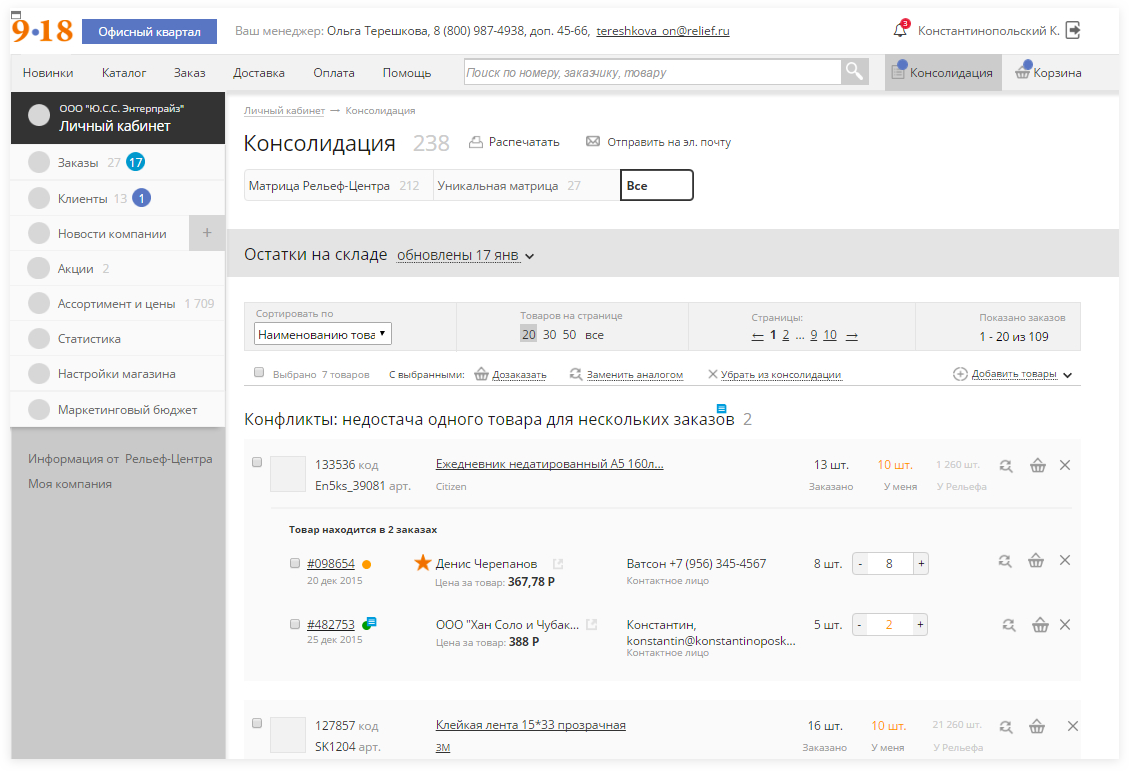 9·18 Офисный квартал Ваш менеджер: Ольга Терешкова, 8 (800) 987-4938, доп. 45-66, tereshkova_on@relief.ru 3 Константинопольский К.
Новинки Каталог Заказ Доставка Оплата Помощь Поиск по номеру, заказчику, товару Консолидация Корзина
ООО "Ю.С.С. Энтерпрайз"
Личный кабинет
Заказы 27 17
Клиенты 13 1
Новости компании +
Акции 2
Ассортимент и цены 1 709
Статистика
Настройки магазина
Маркетинговый бюджет
Информация от Рельеф-Центра
Моя компания
Личный кабинет → Консолидация
Консолидация 238 Распечатать Отправить на эл. почту
Матрица Рельеф-Центра 212 Уникальная матрица 27 Все
Остатки на складе обновлены 17 янв
Сортировать по Товаров на странице Страницы: Показано заказов
Наименованию това 20 30 50 все ← 1 2 ... 9 10 → 1 - 20 из 109
Выбрано 7 товаров С выбранными: Дозаказать Заменить аналогом Убрать из консолидации Добавить товары
Конфликты: недостача одного товара для нескольких заказов 2
133536 код Ежедневник недатированный А5 160л... 13 шт. 10 шт. 1 260 шт.
En5ks_39081 арт. Citizen Заказано У меня У Рельефа
Товар находится в 2 заказах
#098654 Денис Черепанов Ватсон +7 (956) 345-4567 8 шт. - 8 +
20 дек 2015 Цена за товар: 367,78 Р Контактное лицо
#482753 ООО "Хан Соло и Чубак... Константин, 5 шт. - 2 +
25 дек 2015 Цена за товар: 388 Р konstantin@konstantinoposk...
Контактное лицо
127857 код Клейкая лента 15*33 прозрачная 16 шт. 10 шт. 21 260 шт.
SK1204 арт. 3M Заказано У меня У Рельефа